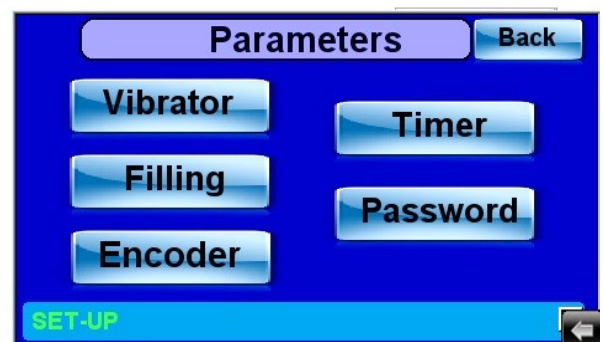 Parameters
Back
Vibrator
Timer
Filling
Password
Encoder
SET-UP